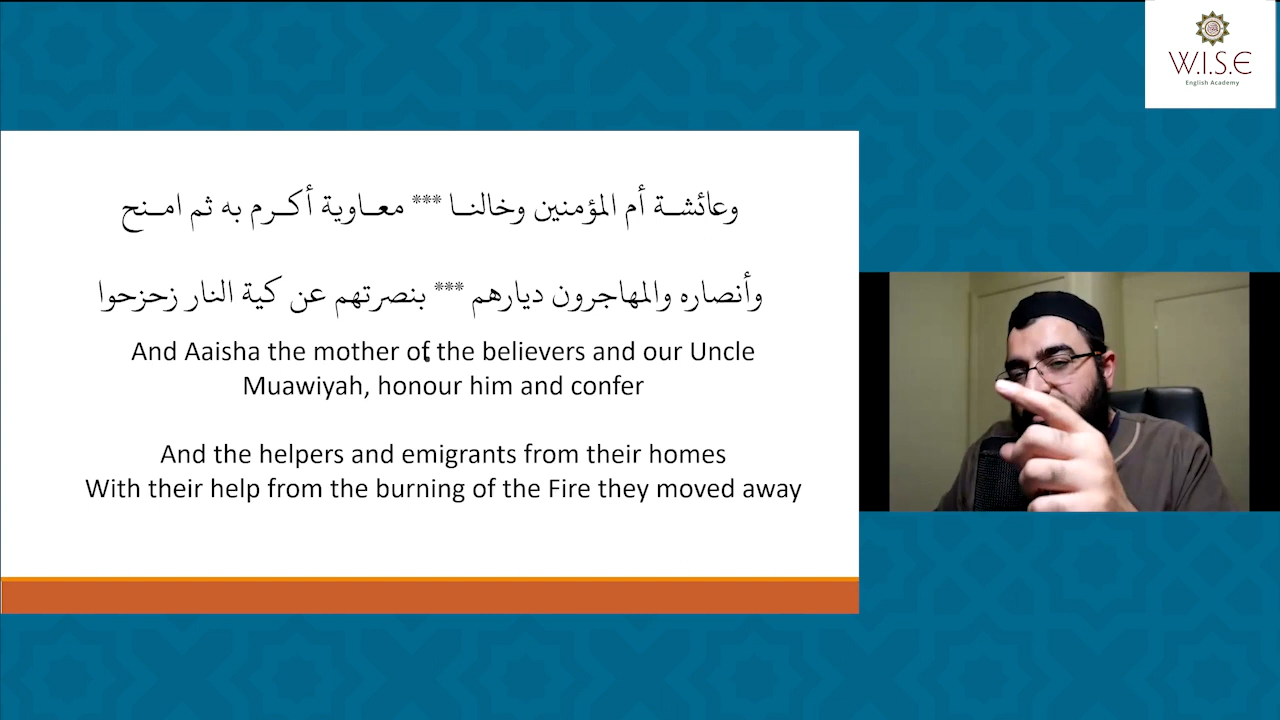 W.I.S.E
English Academy
وعائشـة أم المؤمنين وخالنـا *** معـاوية أكـرم به ثم امـنح
وأنصاره والمهاجرون ديارهم *** بنصرتهم عن كية النار زحزحوا
And Aaisha the mother of the believers and our Uncle
Muawiyah, honour him and confer
And the helpers and emigrants from their homes
With their help from the burning of the Fire they moved away